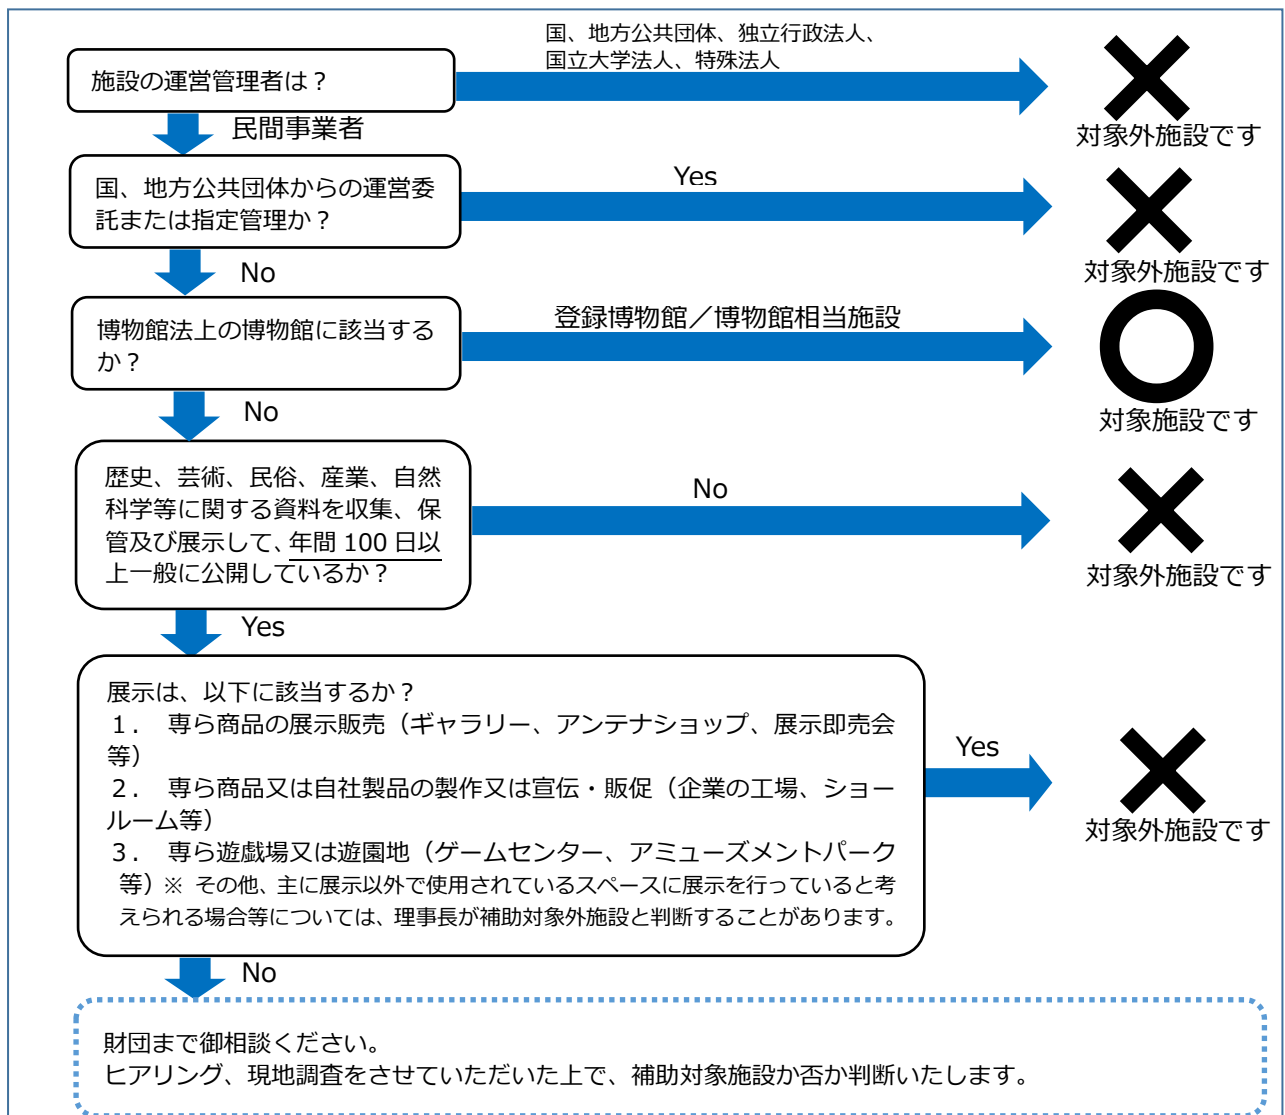 国、地方公共団体、独立行政法人、
国立大学法人、特殊法人
施設の運営管理者は？
対象外施設です
民間事業者
国、地方公共団体からの運営委
託または指定管理か？
Yes
対象外施設です
No
博物館法上の博物館に該当する
か？
登録博物館／博物館相当施設
対象施設です
No
歴史、芸術、民俗、産業、自然
科学等に関する資料を収集、保
管及び展示して、年間 100 日以
上一般に公開しているか？
No
対象外施設です
Yes
展示は、以下に該当するか？
１． 専ら商品の展示販売（ギャラリー、アンテナショップ、展示即売会
等）
２． 専ら商品又は自社製品の製作又は宣伝・販促（企業の工場、ショー
ルーム等）
３． 専ら遊戯場又は遊園地（ゲームセンター、アミューズメントパーク
等）※ その他、主に展示以外で使用されているスペースに展示を行っていると考
えられる場合等については、理事長が補助対象外施設と判断することがあります。
Yes
対象外施設です
No
財団まで御相談ください。
ヒアリング、現地調査をさせていただいた上で、補助対象施設か否か判断いたします。